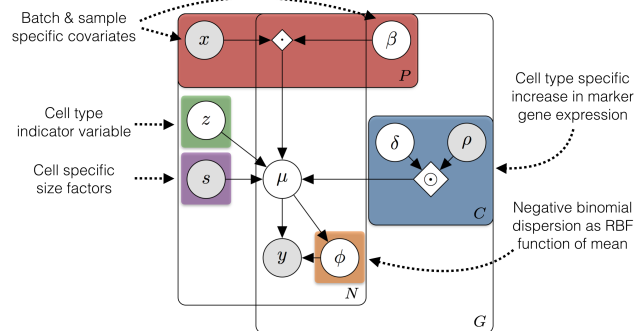 Batch & sample
specific covariates
x
·
β
P
Cell type
indicator variable
z
Cell specific
size factors
s
μ
δ
ρ
⊙
C
Cell type specific
increase in marker
gene expression
y
ϕ
N
Negative binomial
dispersion as RBF
function of mean
G